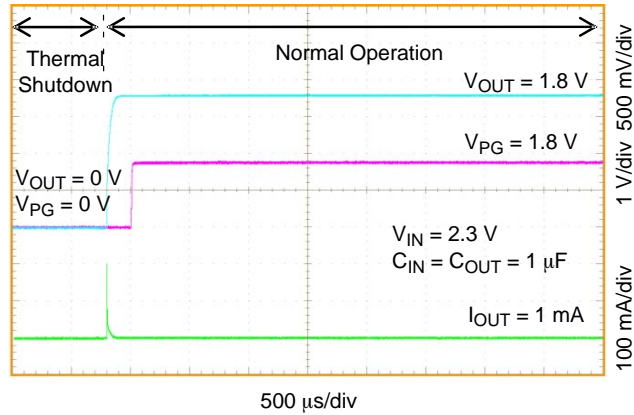 Thermal
Shutdown
Normal Operation
VOUT = 1.8 V
VPG = 1.8 V
VOUT = 0 V
VPG = 0 V
VIN = 2.3 V
CIN = COUT = 1 μF
IOUT = 1 mA
500 μs/div
500 mV/div
1 V/div
100 mA/div